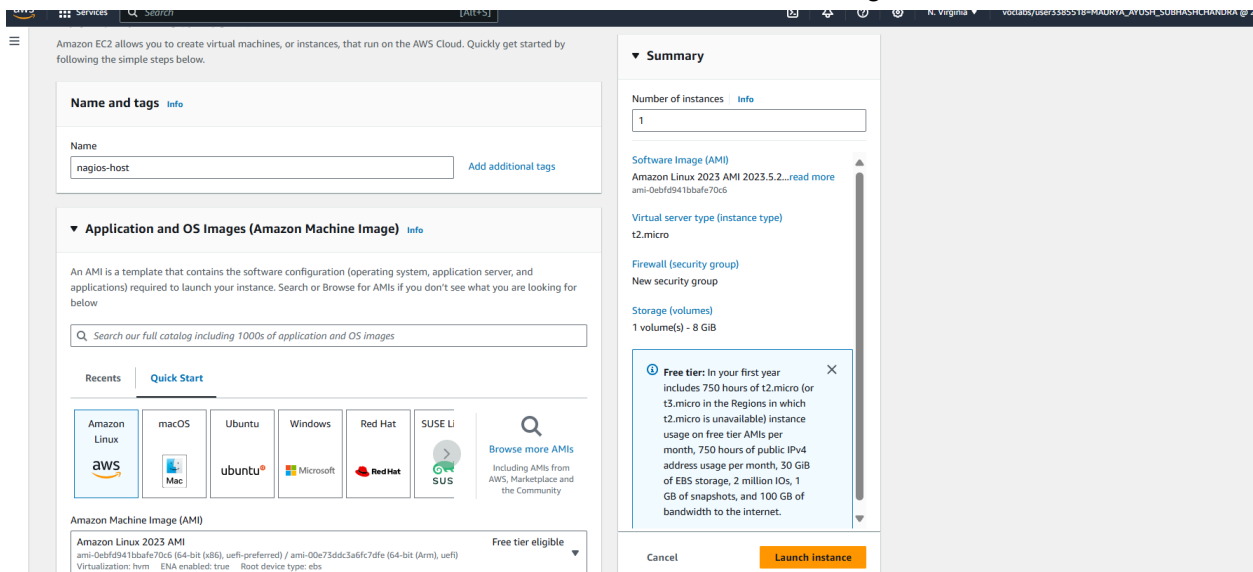 aws
Services
Search
[Alt+S]
N. Virginia
voclabs/user3385518=MAURYA_AYUSH_SUBHASHCHANDRA @
Amazon EC2 allows you to create virtual machines, or instances, that run on the AWS Cloud. Quickly get started by
following the simple steps below.
Name and tags Info
Name
nagios-host
Add additional tags
Application and OS Images (Amazon Machine Image) Info
An AMI is a template that contains the software configuration (operating system, application server, and
applications) required to launch your instance. Search or Browse for AMIs if you don't see what you are looking for
below
Search our full catalog including 1000s of application and OS images
Recents
Quick Start
Amazon
Linux
aws
macOS
Mac
Ubuntu
ubuntu
Windows
Microsoft
Red Hat
Red Hat
SUSE Li
SUS
Browse more AMIs
Including AMIs from
AWS, Marketplace and
the Community
Amazon Machine Image (AMI)
Amazon Linux 2023 AMI
Free tier eligible
ami-0ebfd941bbafe70c6 (64-bit (x86), uefi-preferred) / ami-00e73ddc3a6fc7dfe (64-bit (Arm), uefi)
Virtualization: hvm ENA enabled: true Root device type: ebs
Summary
Number of instances Info
1
Software Image (AMI)
Amazon Linux 2023 AMI 2023.5.2...read more
ami-0ebfd941bbafe70c6
Virtual server type (instance type)
t2.micro
Firewall (security group)
New security group
Storage (volumes)
1 volume(s) - 8 GiB
Free tier: In your first year
includes 750 hours of t2.micro (or
t3.micro in the Regions in which
t2.micro is unavailable) instance
usage on free tier AMIs per
month, 750 hours of public IPv4
address usage per month, 30 GiB
of EBS storage, 2 million IOs, 1
GB of snapshots, and 100 GB of
bandwidth to the internet.
Cancel
Launch instance